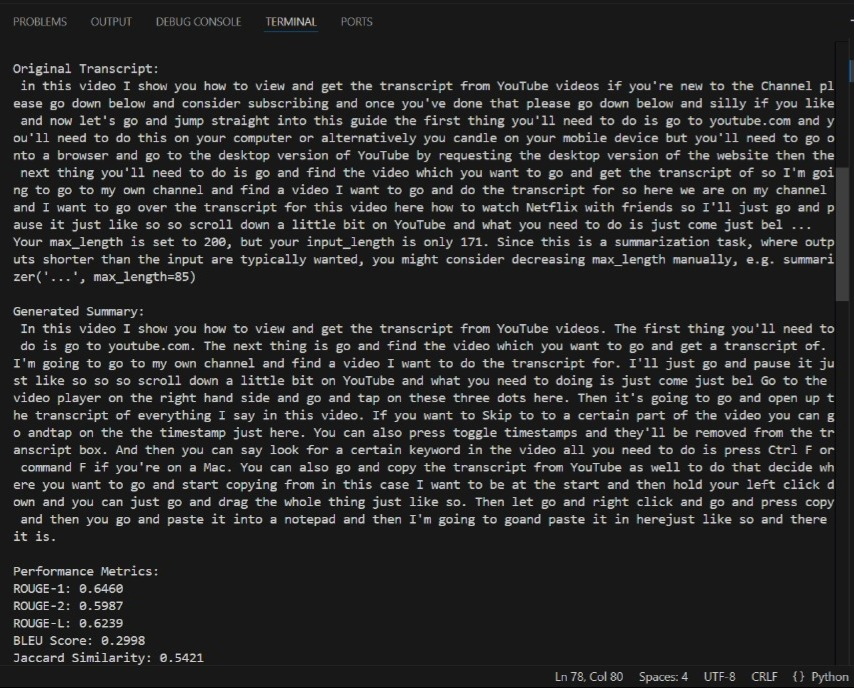 PROBLEMS OUTPUT DEBUG CONSOLE TERMINAL PORTS
Original Transcript:
in this video I show you how to view and get the transcript from YouTube videos if you're new to the Channel pl
ease go down below and consider subscribing and once you've done that please go down below and silly if you like
and now let's go and jump straight into this guide the first thing you'll need to do is go to youtube.com and y
ou'll need to do this on your computer or alternatively you candle on your mobile device but you'll need to go o
nto a browser and go to the desktop version of YouTube by requesting the desktop version of the website then the
next thing you'll need to do is go and find the video which you want to go and get the transcript of so I'm goi
ng to go to my own channel and find a video I want to go and do the transcript for so here we are on my channel
and I want to go over the transcript for this video here how to watch Netflix with friends so I'll just go and p
ause it just like so so scroll down a little bit on YouTube and what you need to do is just come just bel ...
Your max_length is set to 200, but your input_length is only 171. Since this is a summarization task, where outp
uts shorter than the input are typically wanted, you might consider decreasing max_length manually, e.g. summari
zer('...', max_length=85)
Generated Summary:
In this video I show you how to view and get the transcript from YouTube videos. The first thing you'll need to
do is go to youtube.com. The next thing is go and find the video which you want to go and get a transcript of.
I'm going to go to my own channel and find a video I want to do the transcript for. I'll just go and pause it ju
st like so so so scroll down a little bit on YouTube and what you need to doing is just come just bel Go to the
video player on the right hand side and go and tap on these three dots here. Then it's going to go and open up t
he transcript of everything I say in this video. If you want to Skip to to a certain part of the video you can g
o andtap on the the timestamp just here. You can also press toggle timestamps and they'll be removed from the tr
anscript box. And then you can say look for a certain keyword in the video all you need to do is press Ctrl F or
command F if you're on a Mac. You can also go and copy the transcript from YouTube as well to do that decide wh
ere you want to go and start copying from in this case I want to be at the start and then hold your left click d
own and you can just go and drag the whole thing just like so. Then let go and right click and go and press copy
and then you go and paste it into a notepad and then I'm going to goand paste it in herejust like so and there
it is.
Performance Metrics:
ROUGE-1: 0.6460
ROUGE-2: 0.5987
ROUGE-L: 0.6239
BLEU Score: 0.2998
Jaccard Similarity: 0.5421
Ln 78, Col 80 Spaces: 4 UTF-8 CRLF {} Python